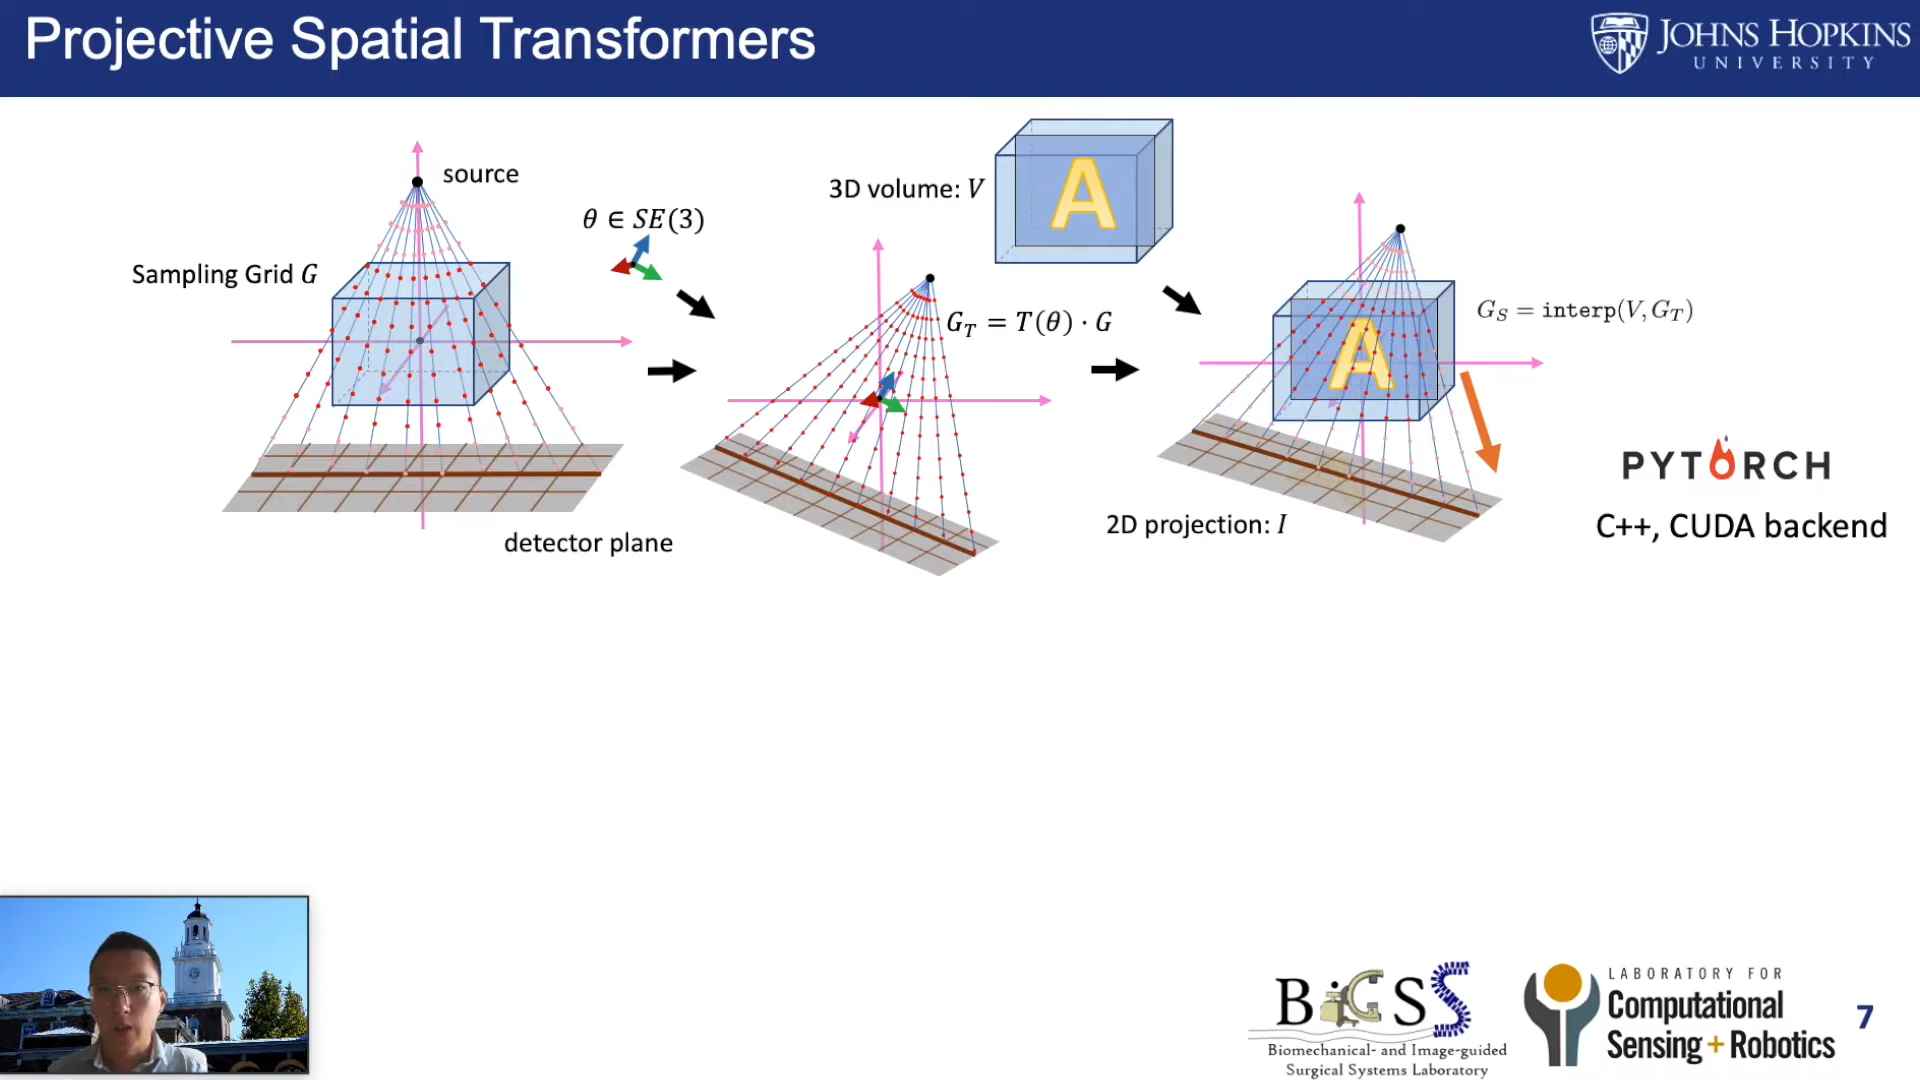 Projective Spatial Transformers
JOHNS HOPKINS
UNIVERSITY
source
Sampling Grid G
θ ∈ SE(3)
detector plane
3D volume: V
A
G_T = T(θ) · G
A
G_S = interp(V, G_T)
2D projection: I
PYTORCH
C++, CUDA backend
BIGSS
Biomechanical- and Image-guided
Surgical Systems Laboratory
LABORATORY FOR
Computational
Sensing + Robotics
7